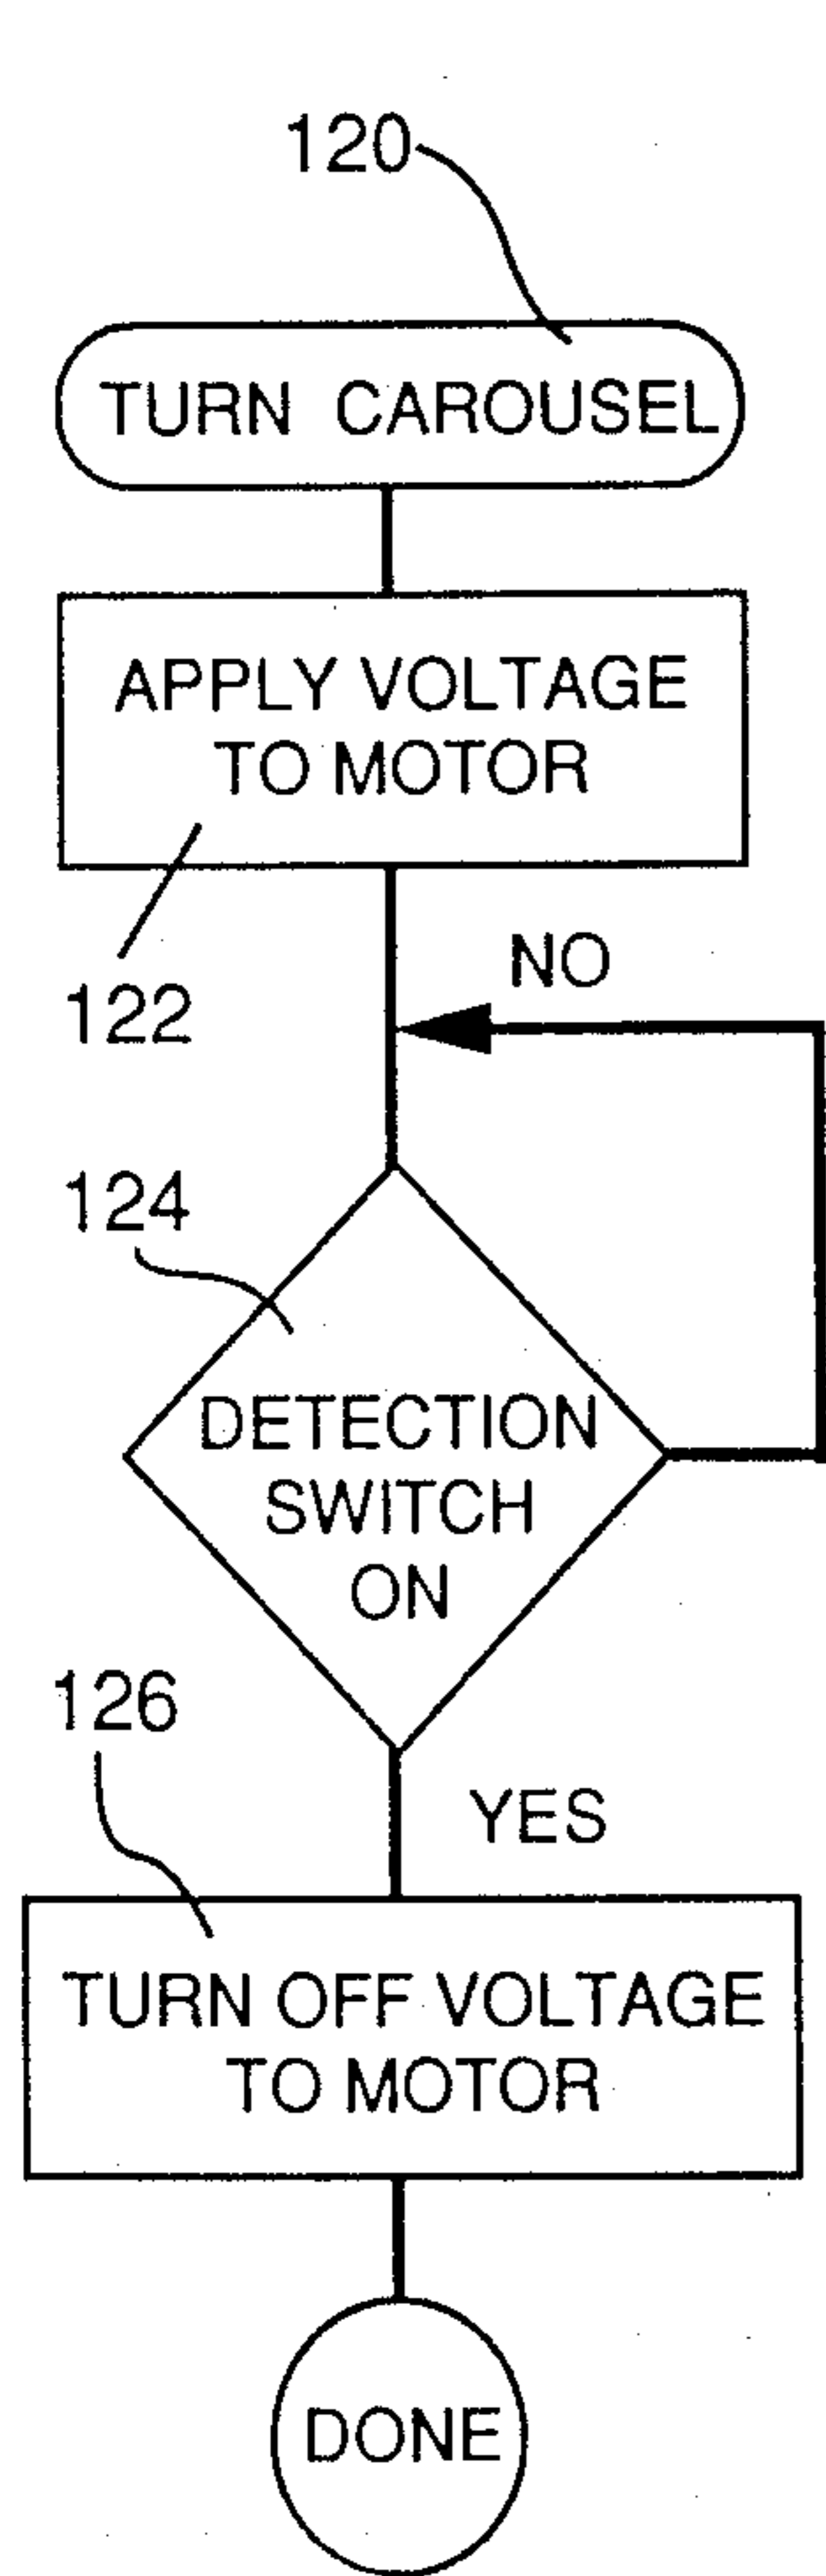 120
TURN CAROUSEL
APPLY VOLTAGE
TO MOTOR
122
NO
124
DETECTION
SWITCH
ON
126
YES
TURN OFF VOLTAGE
TO MOTOR
DONE